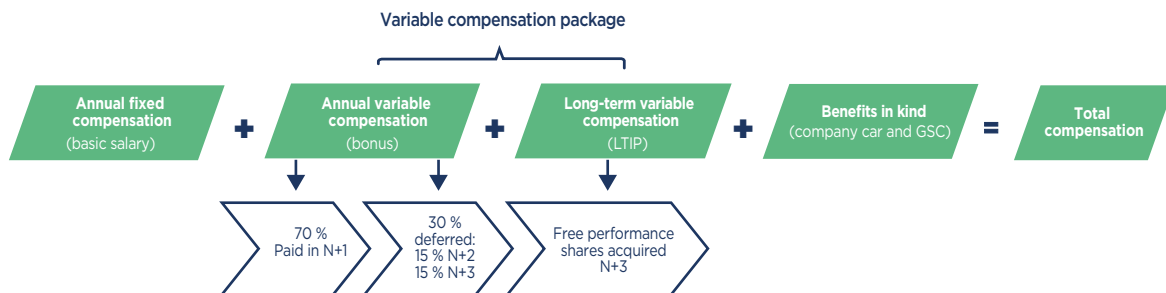 Variable compensation package
Annual fixed
compensation
(basic salary)
+
Annual variable
compensation
(bonus)
+
Long-term variable
compensation
(LTIP)
+
Benefits in kind
(company car and GSC)
=
Total
compensation
70 %
Paid in N+1
30 %
deferred:
15 % N+2
15 % N+3
Free performance
shares acquired
N+3